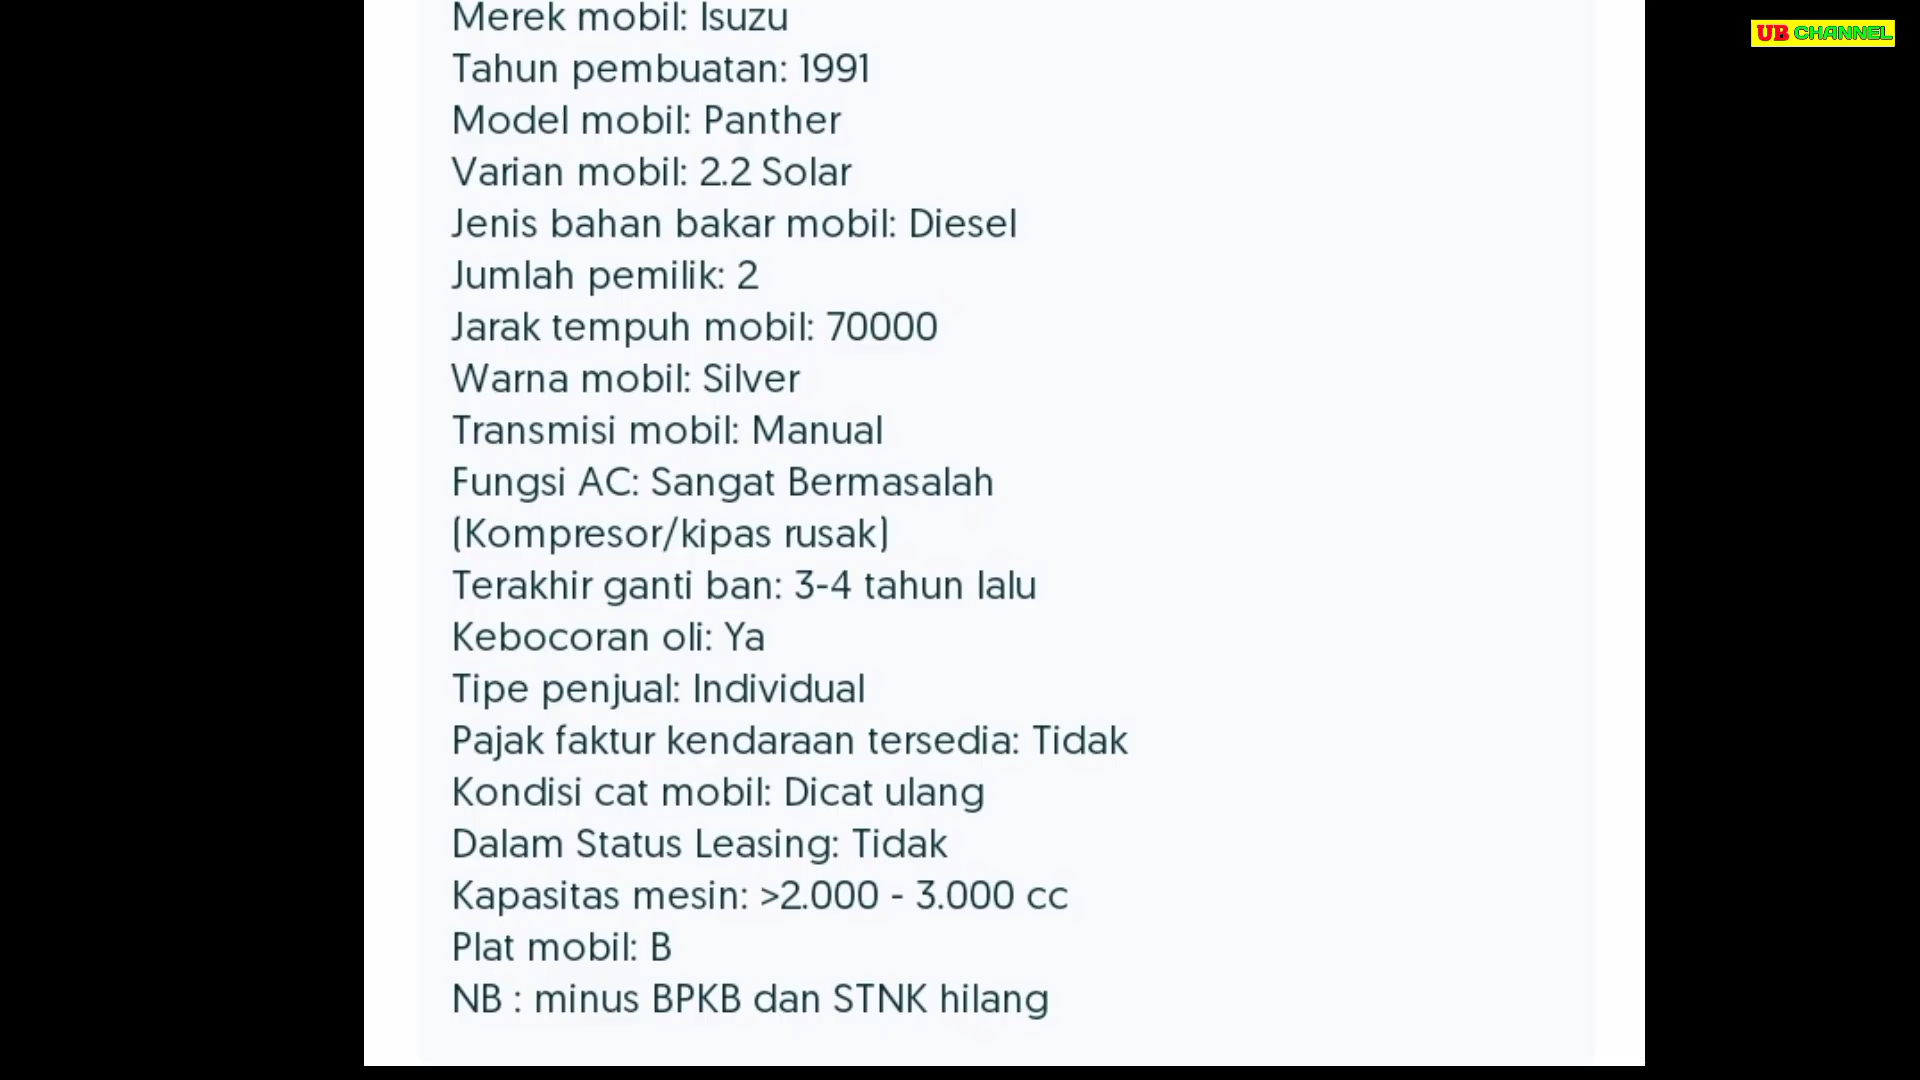 Merek mobil: Isuzu
UB CHANNEL
Tahun pembuatan: 1991
Model mobil: Panther
Varian mobil: 2.2 Solar
Jenis bahan bakar mobil: Diesel
Jumlah pemilik: 2
Jarak tempuh mobil: 70000
Warna mobil: Silver
Transmisi mobil: Manual
Fungsi AC: Sangat Bermasalah
(Kompresor/kipas rusak)
Terakhir ganti ban: 3-4 tahun lalu
Kebocoran oli: Ya
Tipe penjual: Individual
Pajak faktur kendaraan tersedia: Tidak
Kondisi cat mobil: Dicat ulang
Dalam Status Leasing: Tidak
Kapasitas mesin: >2.000 - 3.000 cc
Plat mobil: B
NB : minus BPKB dan STNK hilang